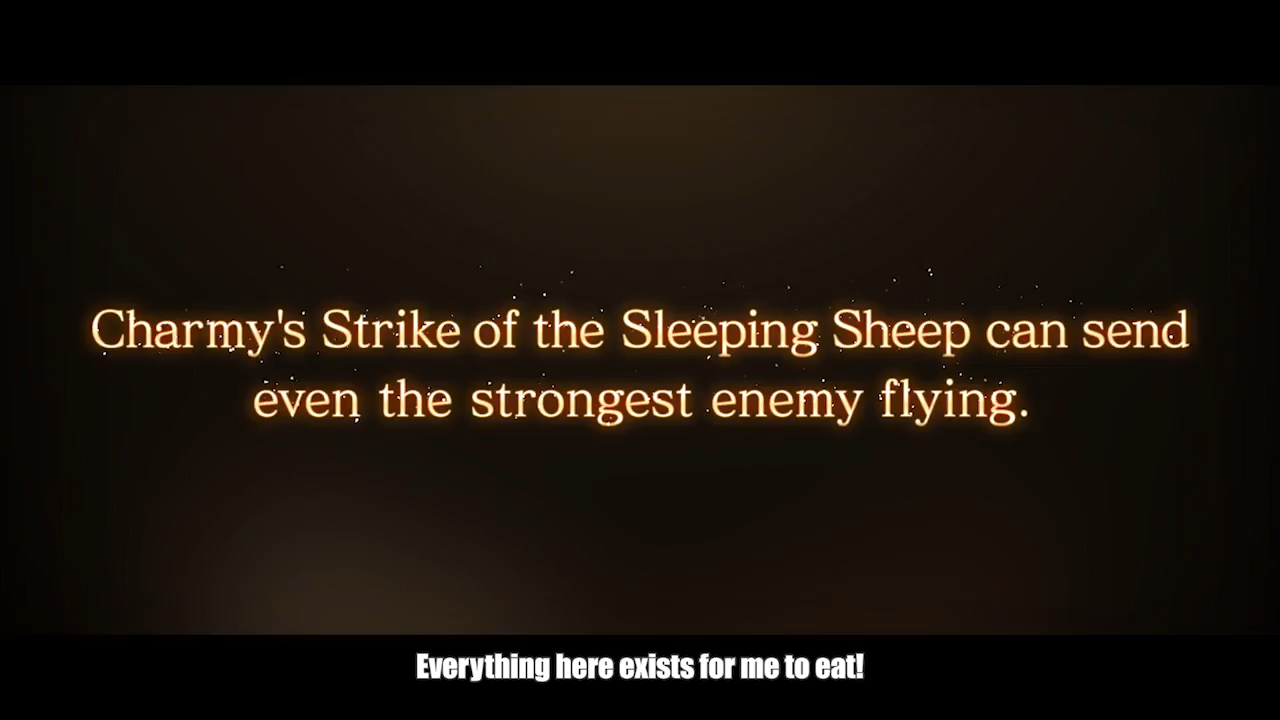 Charmy's Strike of the Sleeping Sheep can send
even the strongest enemy flying.
Everything here exists for me to eat!